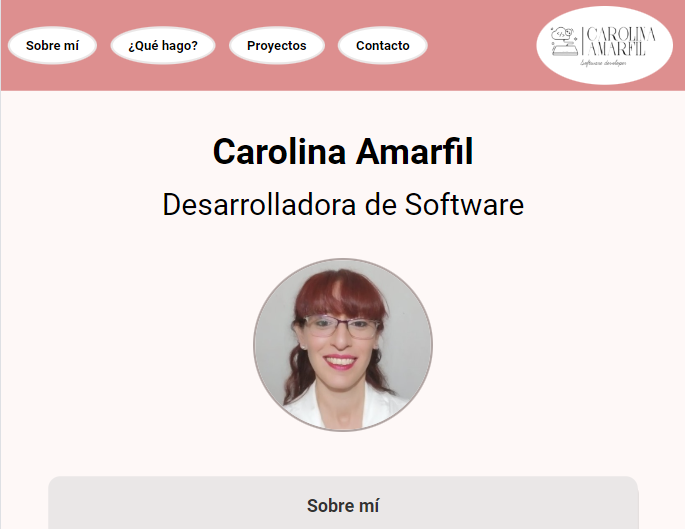 Sobre mí
¿Qué hago?
Proyectos
Contacto
CAROLINA
AMARFIL
Software developer
Carolina Amarfil
Desarrolladora de Software
Sobre mí